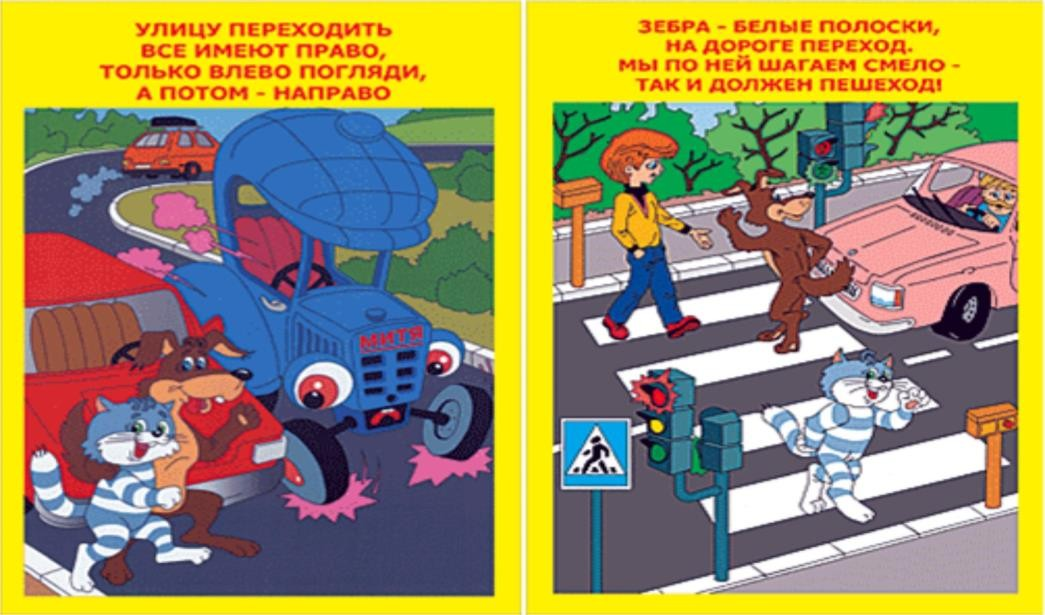 УЛИЦУ ПЕРЕХОДИТЬ
ВСЕ ИМЕЮТ ПРАВО,
ТОЛЬКО ВЛЕВО ПОГЛЯДИ,
А ПОТОМ - НАПРАВО
МИТЯ
ЗЕБРА - БЕЛЫЕ ПОЛОСКИ,
НА ДОРОГЕ ПЕРЕХОД.
МЫ ПО НЕЙ ШАГАЕМ СМЕЛО -
ТАК И ДОЛЖЕН ПЕШЕХОД!